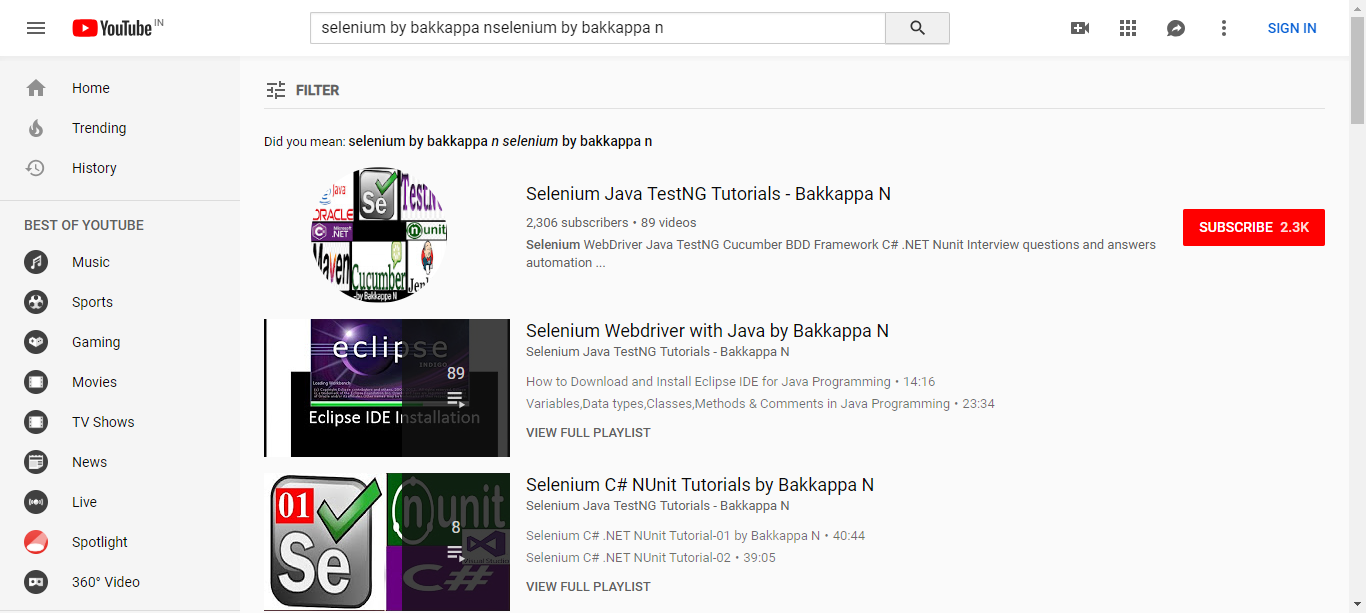 YouTube IN
selenium by bakkappa nselenium by bakkappa n
SIGN IN
Home
Trending
History
BEST OF YOUTUBE
Music
Sports
Gaming
Movies
TV Shows
News
Live
Spotlight
360° Video
FILTER
Did you mean: selenium by bakkappa n selenium by bakkappa n
Java
ORACLE
Microsoft
C# .NET
Se
TestN
nunit
Maven
Cucumber
Jen
-by Bakkappa N
Selenium Java TestNG Tutorials - Bakkappa N
2,306 subscribers • 89 videos
Selenium WebDriver Java TestNG Cucumber BDD Framework C# .NET Nunit Interview questions and answers
automation ...
SUBSCRIBE 2.3K
eclipse
INDIGO
Loading Workbench
89
Eclipse IDE Installation
Selenium Webdriver with Java by Bakkappa N
Selenium Java TestNG Tutorials - Bakkappa N
How to Download and Install Eclipse IDE for Java Programming • 14:16
Variables,Data types,Classes,Methods & Comments in Java Programming • 23:34
VIEW FULL PLAYLIST
01
Se
nunit
8
C#
Selenium C# NUnit Tutorials by Bakkappa N
Selenium Java TestNG Tutorials - Bakkappa N
Selenium C# .NET NUnit Tutorial-01 by Bakkappa N • 40:44
Selenium C# .NET NUnit Tutorial-02 • 39:05
VIEW FULL PLAYLIST